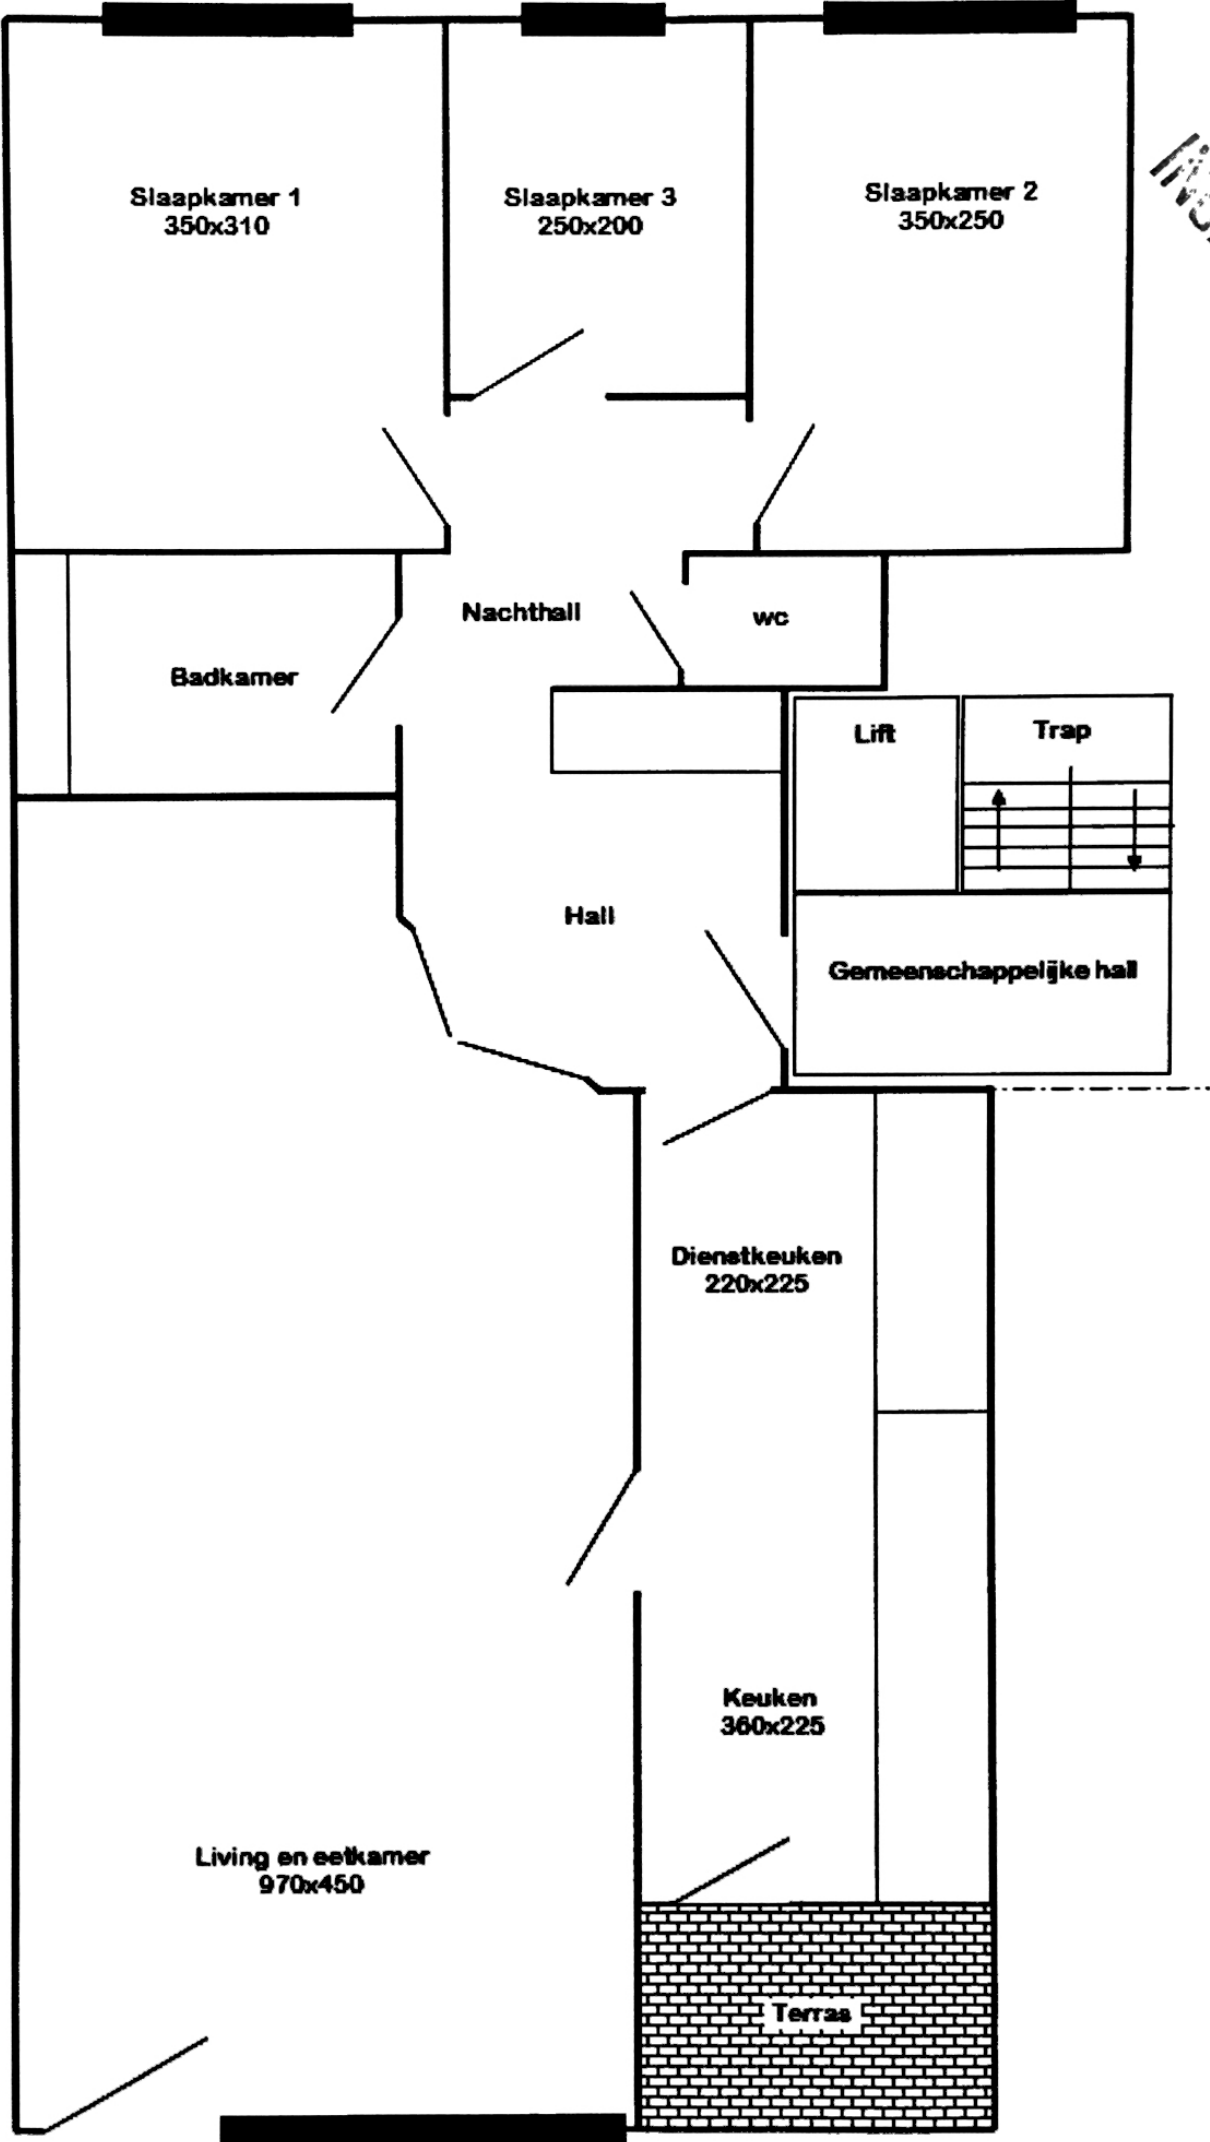 Slaapkamer 1
350x310
Slaapkamer 3
250x200
Slaapkamer 2
350x250
Nachthall
wc
Badkamer
Lift
Trap
Hall
Gemeenschappelijke hall
Dienstkeuken
220x225
Keuken
360x225
Living en eetkamer
970x450
Terras